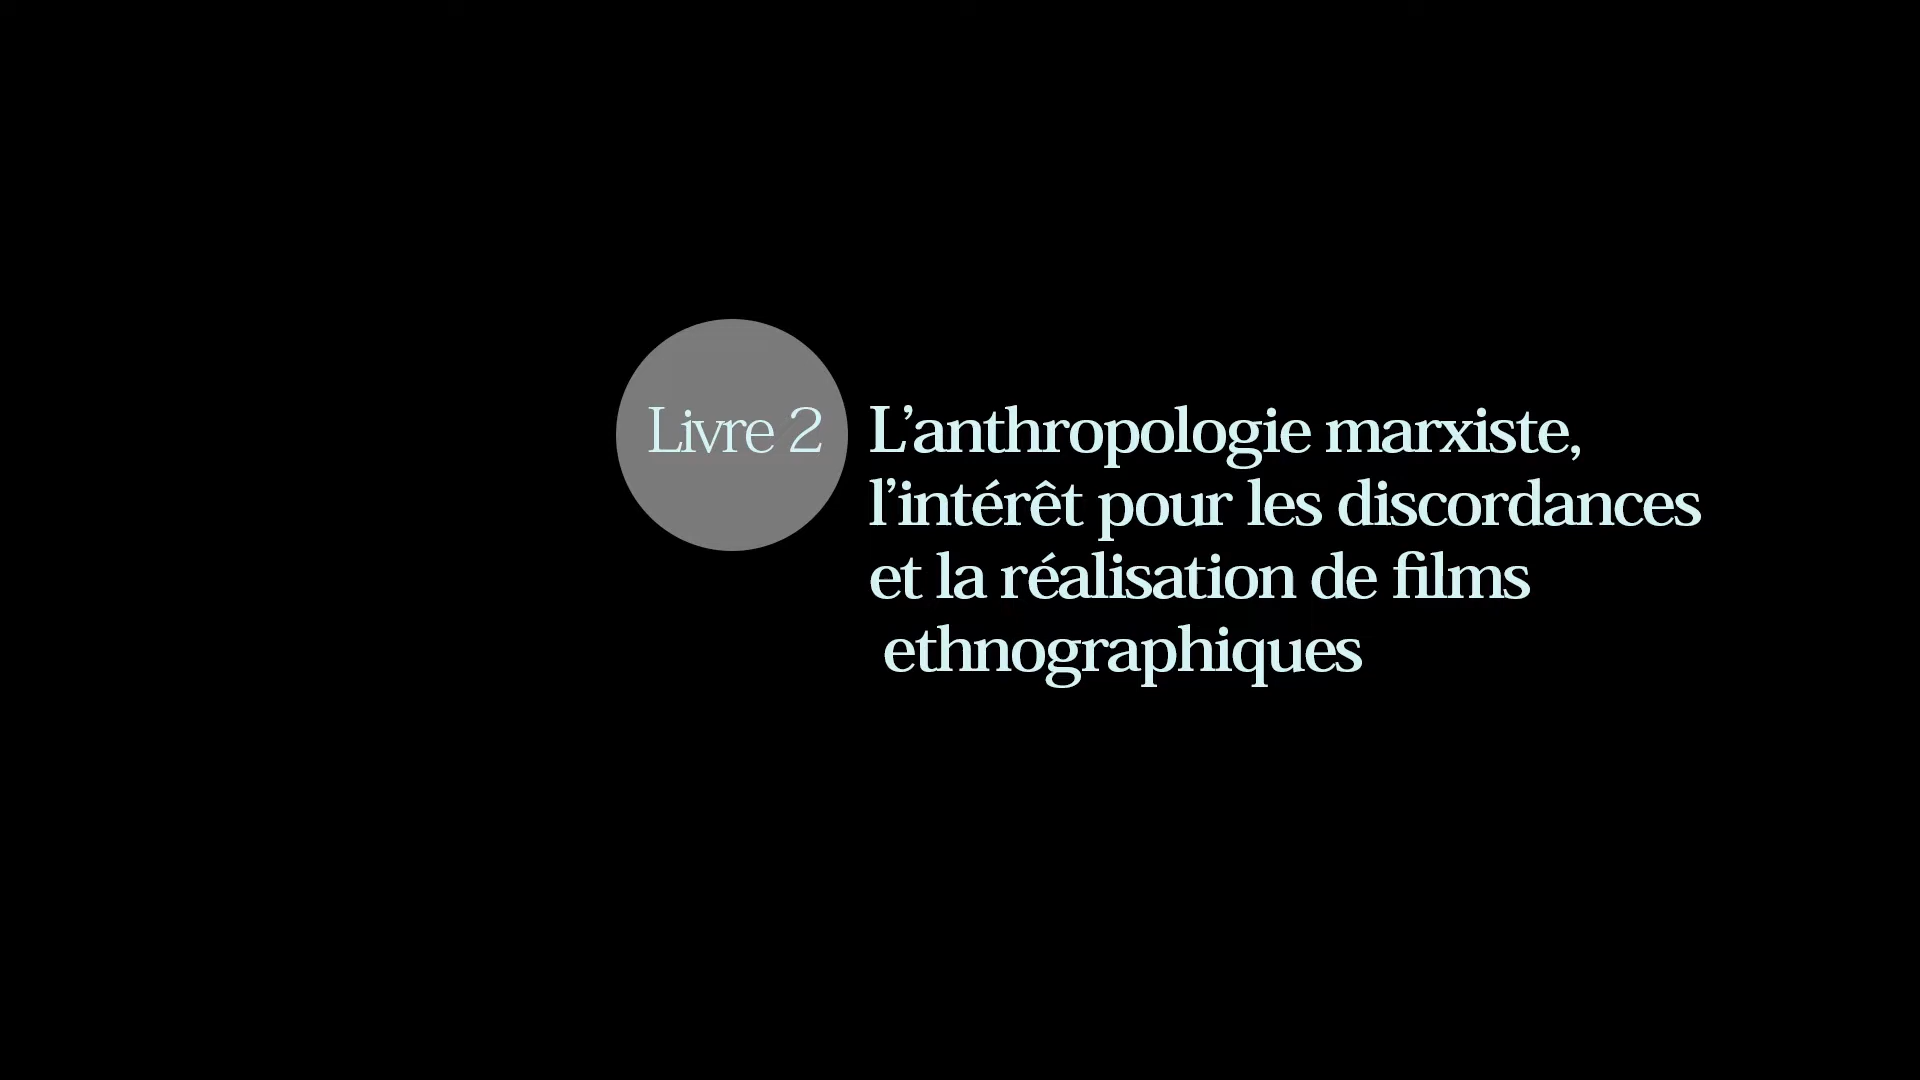 Livre 2
L’anthropologie marxiste,
l’intérêt pour les discordances
et la réalisation de films
ethnographiques